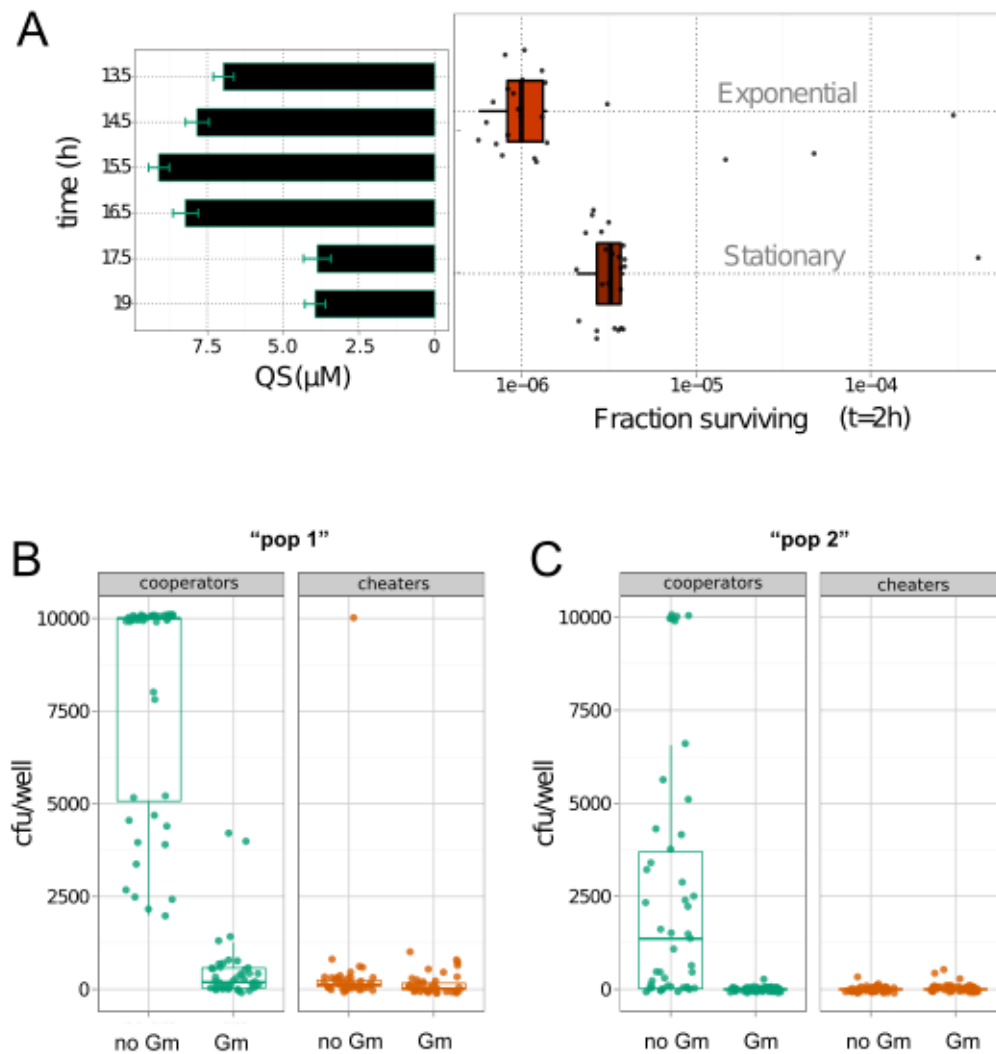 A
time (h)
13.5
14.5
15.5
16.5
17.5
19
7.5 5 2.5 0
QS(μM)
Exponential
Stationary
1e−06 1e−05 1e−04
Fraction surviving (t=2h)
B
“pop 1”
cooperators cheaters
cfu/well
10000
7500
5000
2500
0
no Gm Gm no Gm Gm
C
“pop 2”
cooperators cheaters
cfu/well
10000
7500
5000
2500
0
no Gm Gm no Gm Gm